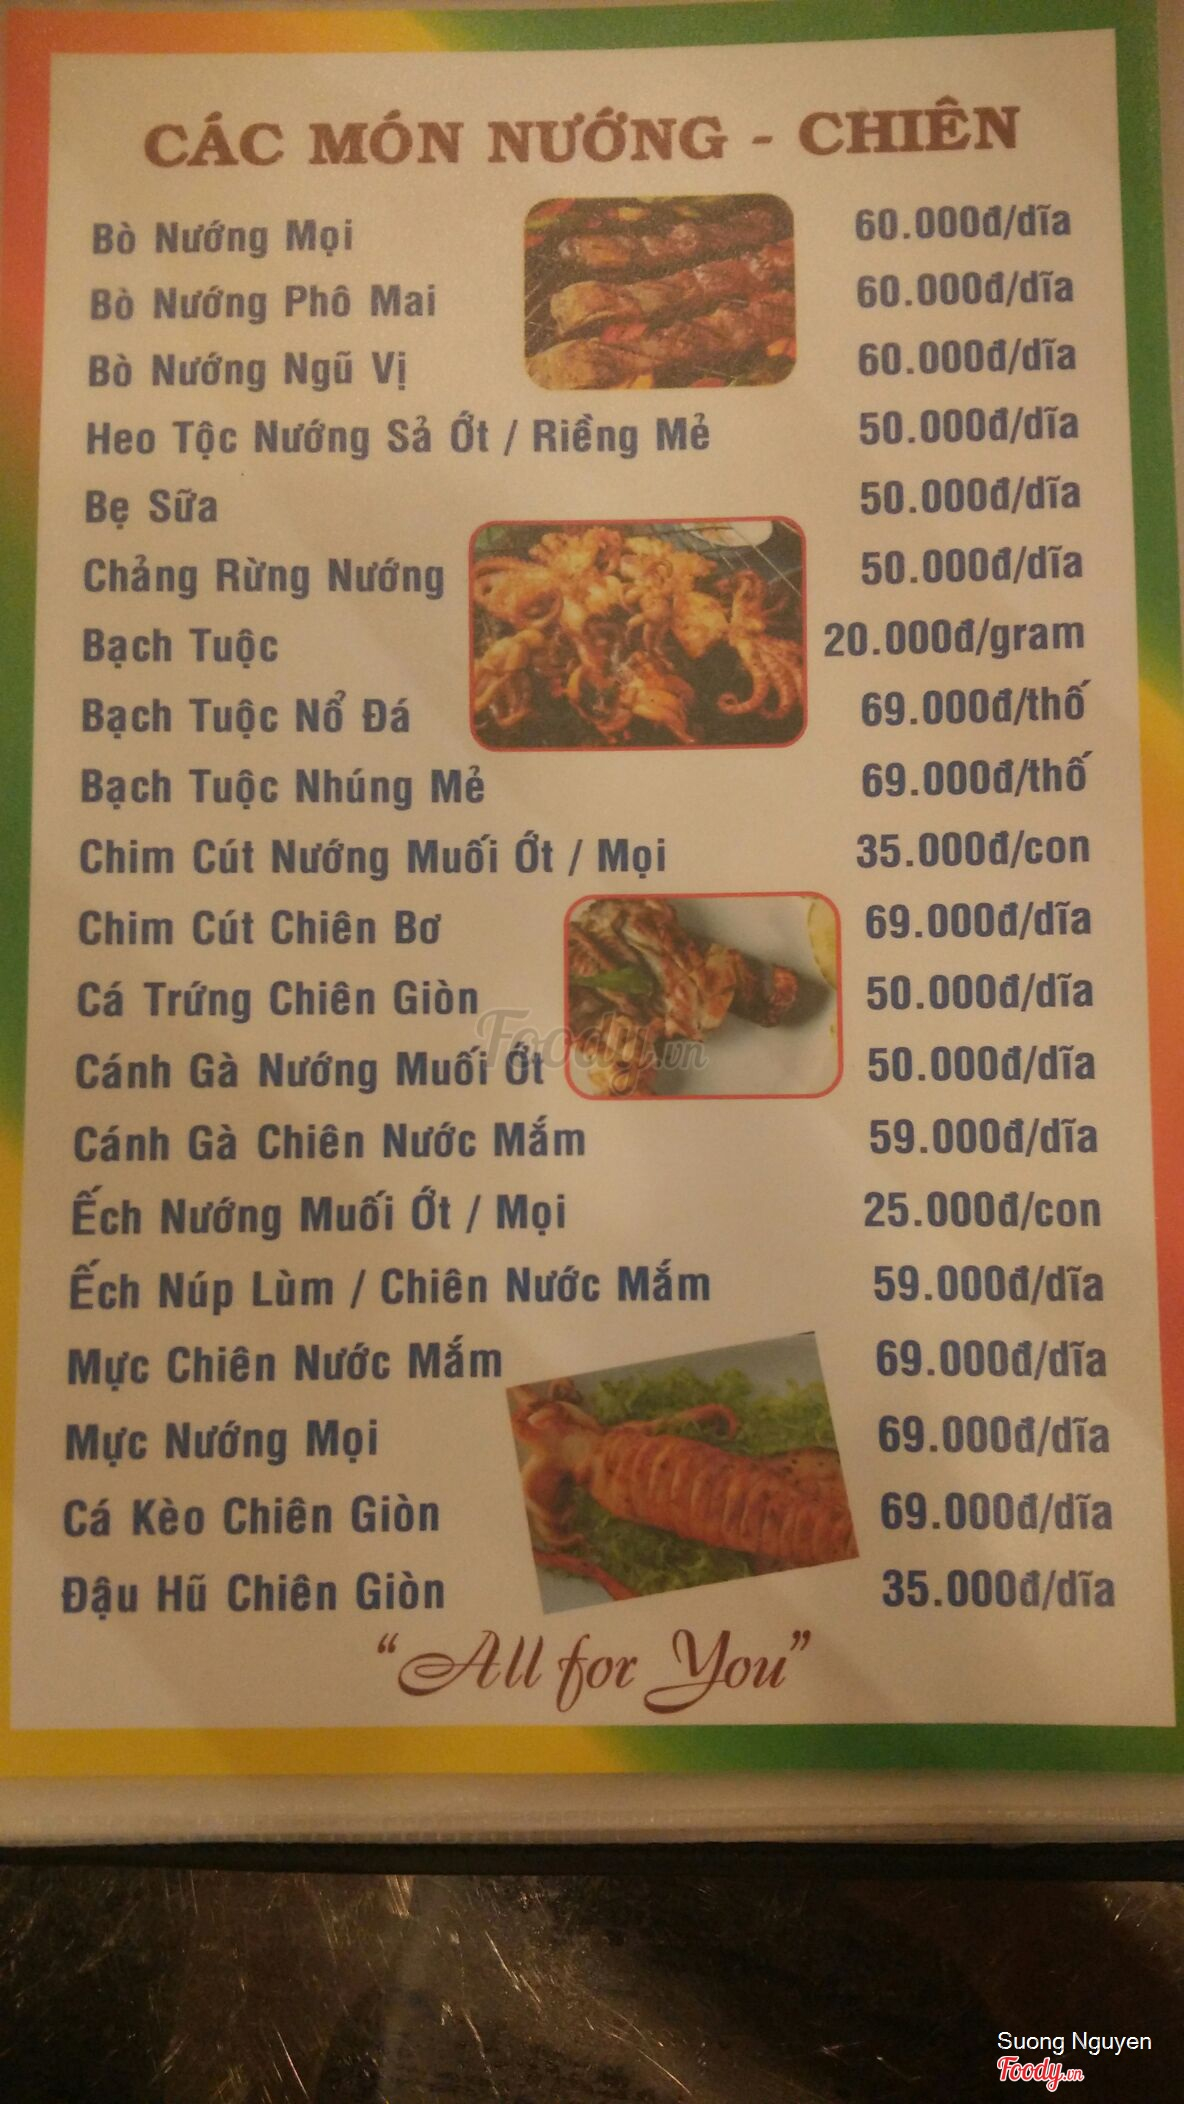 CÁC MÓN NƯỚNG - CHIÊN
Bò Nướng Mọi 60.000đ/dĩa
Bò Nướng Phô Mai 60.000đ/dĩa
Bò Nướng Ngũ Vị 60.000đ/dĩa
Heo Tộc Nướng Sả Ớt / Riềng Mẻ 50.000đ/dĩa
Bẹ Sữa 50.000đ/dĩa
Chảng Rừng Nướng 50.000đ/dĩa
Bạch Tuộc 20.000đ/gram
Bạch Tuộc Nổ Đá 69.000đ/thố
Bạch Tuộc Nhúng Mẻ 69.000đ/thố
Chim Cút Nướng Muối Ớt / Mọi 35.000đ/con
Chim Cút Chiên Bơ 69.000đ/dĩa
Cá Trứng Chiên Giòn 50.000đ/dĩa
Foody.vn
Cánh Gà Nướng Muối Ớt 50.000đ/dĩa
Cánh Gà Chiên Nước Mắm 59.000đ/dĩa
Ếch Nướng Muối Ớt / Mọi 25.000đ/con
Ếch Núp Lùm / Chiên Nước Mắm 59.000đ/dĩa
Mực Chiên Nước Mắm 69.000đ/dĩa
Mực Nướng Mọi 69.000đ/dĩa
Cá Kèo Chiên Giòn 69.000đ/dĩa
Đậu Hũ Chiên Giòn 35.000đ/dĩa
“All for You”
Suong Nguyen
Foody.vn